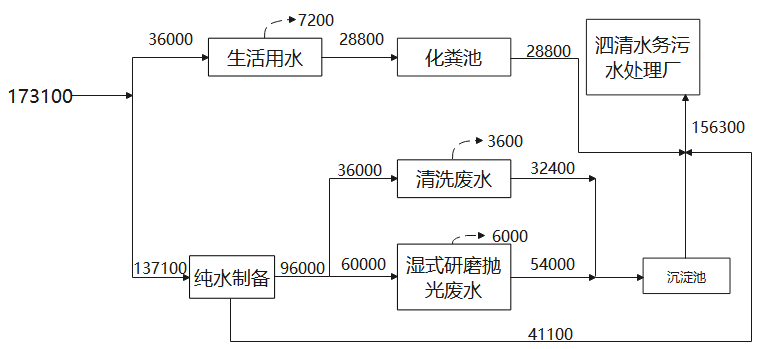 7200
36000
生活用水
28800
化粪池
28800
泗清水务污
水处理厂
173100
156300
3600
36000
清洗废水
32400
6000
137100
纯水制备
96000
60000
湿式研磨抛
光废水
54000
沉淀池
41100